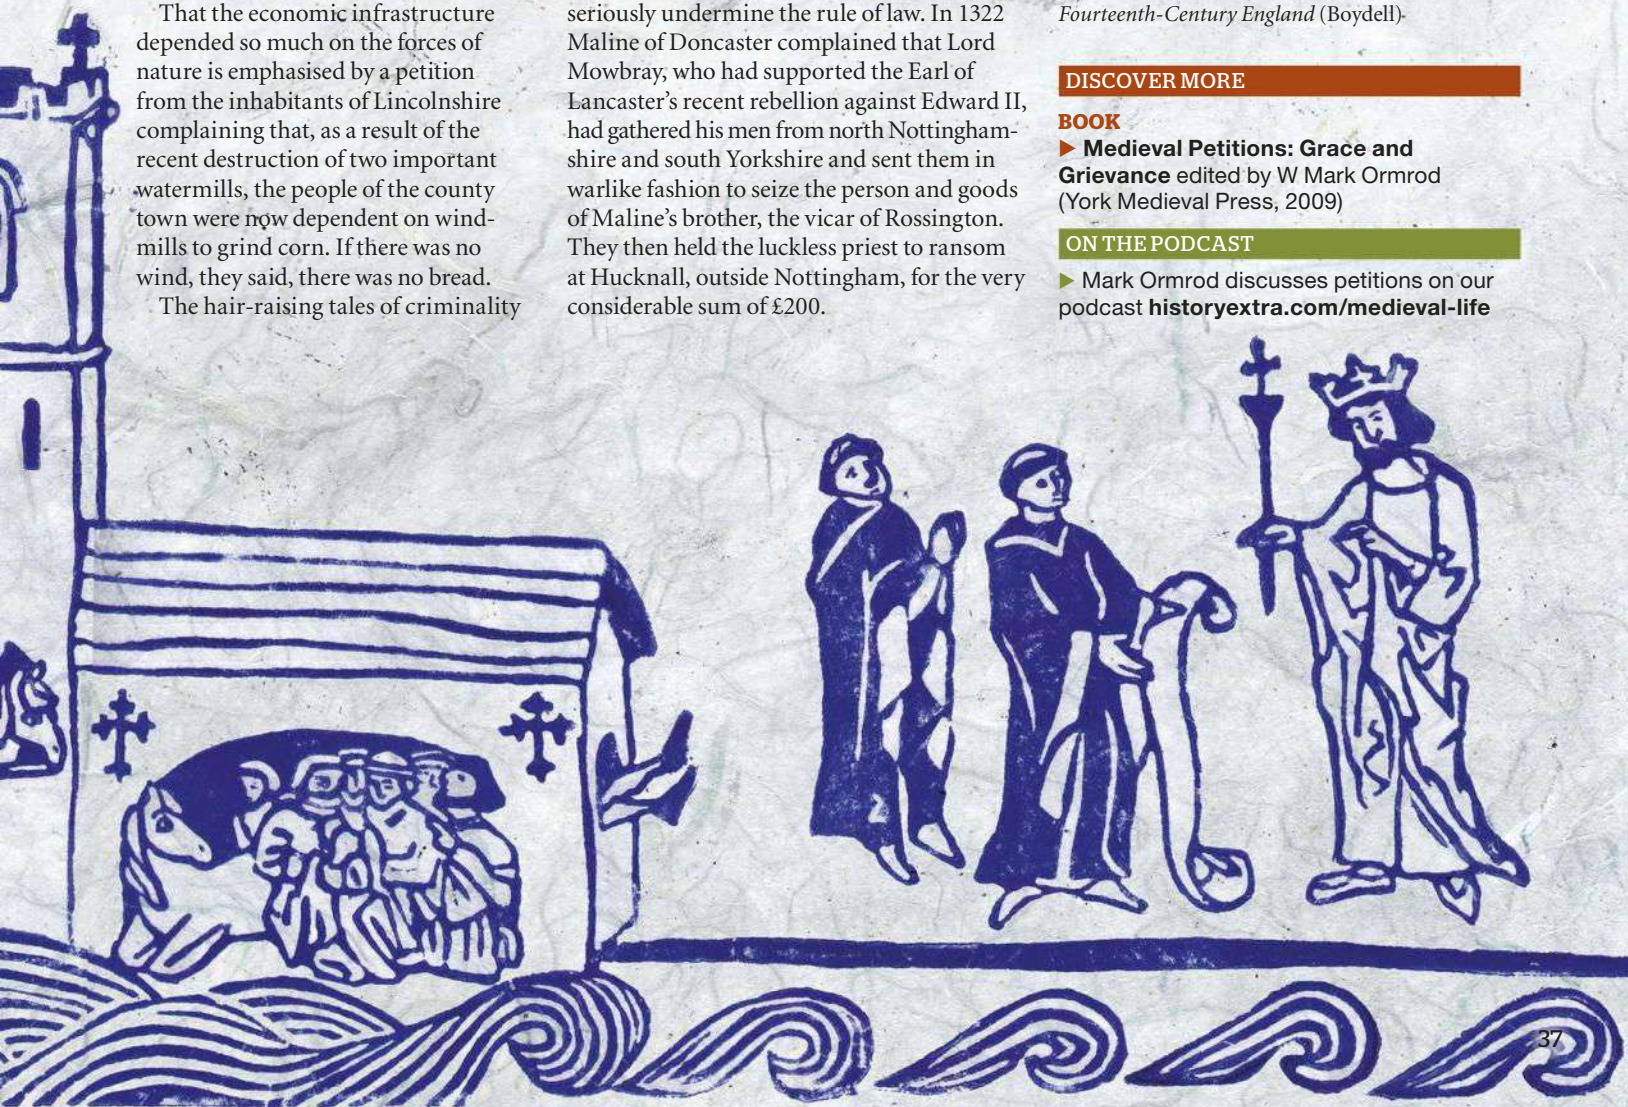 That the economic infrastructure
depended so much on the forces of
nature is emphasised by a petition
from the inhabitants of Lincolnshire
complaining that, as a result of the
recent destruction of two important
watermills, the people of the county
town were now dependent on wind-
mills to grind corn. If there was no
wind, they said, there was no bread.
The hair-raising tales of criminality
seriously undermine the rule of law. In 1322
Maline of Doncaster complained that Lord
Mowbray, who had supported the Earl of
Lancaster’s recent rebellion against Edward II,
had gathered his men from north Nottingham-
shire and south Yorkshire and sent them in
warlike fashion to seize the person and goods
of Maline’s brother, the vicar of Rossington.
They then held the luckless priest to ransom
at Hucknall, outside Nottingham, for the very
considerable sum of £200.
Fourteenth-Century England (Boydell)
DISCOVER MORE
BOOK
▶ Medieval Petitions: Grace and
Grievance edited by W Mark Ormrod
(York Medieval Press, 2009)
ON THE PODCAST
▶ Mark Ormrod discusses petitions on our
podcast historyextra.com/medieval-life
37